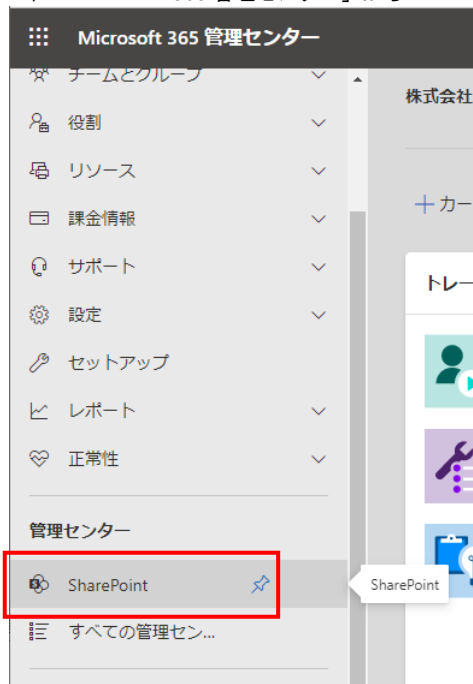 Microsoft 365 管理センター
チームとグループ
株式会社
役割
リソース
課金情報
+ カー
サポート
トレー
設定
セットアップ
レポート
正常性
管理センター
SharePoint
SharePoint
すべての管理セン...